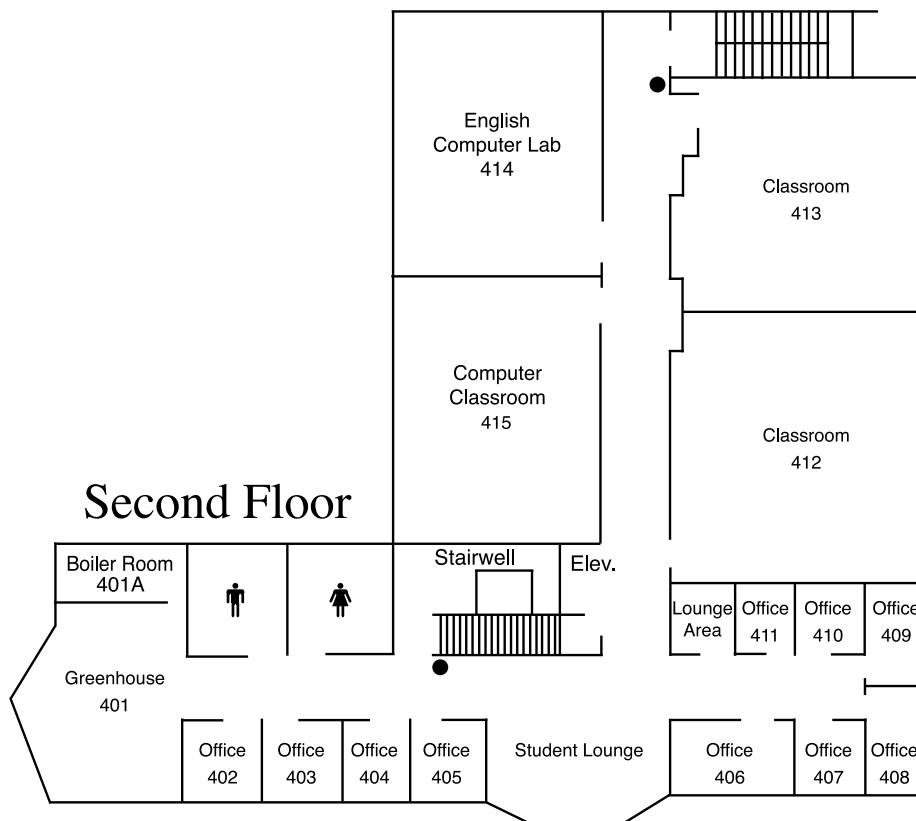 English
Computer Lab
414
Classroom
413
Computer
Classroom
415
Classroom
412
Second Floor
Boiler Room
401A
Stairwell
Elev.
Lounge
Area
Office
411
Office
410
Office
409
Greenhouse
401
Office
402
Office
403
Office
404
Office
405
Student Lounge
Office
406
Office
407
Office
408